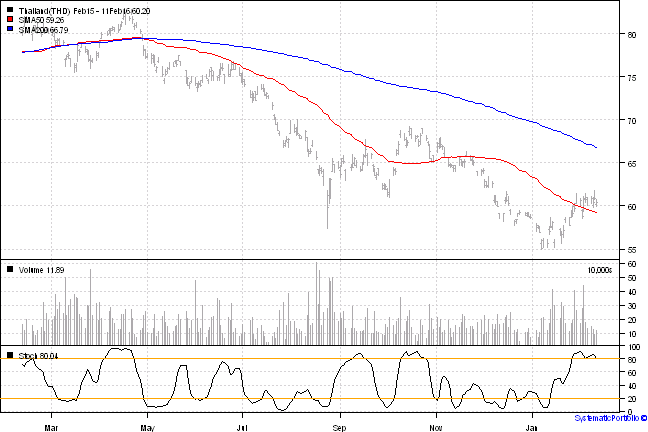 Thailand(THD) Feb15 - 11Feb16 60.20
SMA50 59.26
SMA200 66.79
80
75
70
65
60
55
Volume 11.89
10,000s
60
50
40
30
20
10
Stoch 80.04
100
80
60
40
20
0
Mar May Jul Sep Nov Jan
SystematicPortfolio ©